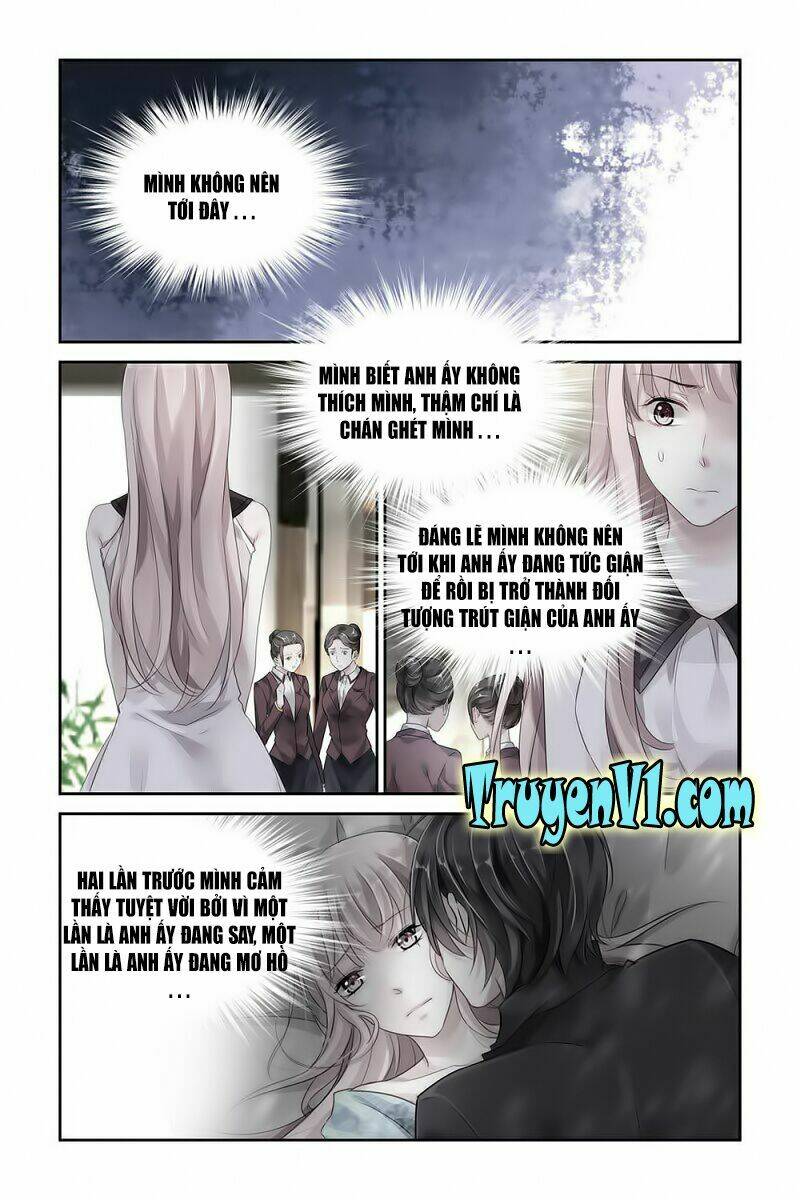 MÌNH KHÔNG NÊN
TỚI ĐÂY . . .
MÌNH BIẾT ANH ẤY KHÔNG
THÍCH MÌNH, THẬM CHÍ LÀ
CHÁN GHÉT MÌNH . . .
ĐÁNG LẼ MÌNH KHÔNG NÊN
TỚI KHI ANH ẤY ĐANG TỨC GIẬN
ĐỂ RỒI BỊ TRỞ THÀNH ĐỐI
TƯỢNG TRÚT GIẬN CỦA ANH ẤY
. . .
TruyenV1.com
HAI LẦN TRƯỚC MÌNH CẢM
THẤY TUYỆT VỜI BỞI VÌ MỘT
LẦN LÀ ANH ẤY ĐANG SAY, MỘT
LẦN LÀ ANH ẤY ĐANG MƠ HỒ
. . .